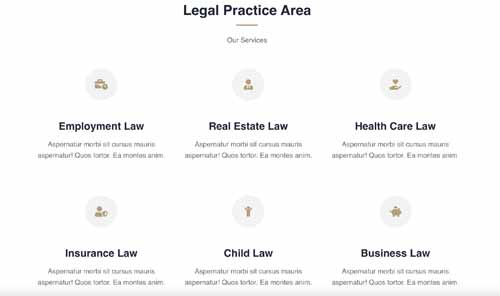 Legal Practice Area
Our Services
Employment Law
Aspernatur morbi sit cursus mauris
aspernatur! Quos tortor. Ea montes anim.
Real Estate Law
Aspernatur morbi sit cursus mauris
aspernatur! Quos tortor. Ea montes anim.
Health Care Law
Aspernatur morbi sit cursus mauris
aspernatur! Quos tortor. Ea montes anim
Insurance Law
Aspernatur morbi sit cursus mauris
aspernatur! Quos tortor. Ea montes anim.
Child Law
Aspernatur morbi sit cursus mauris
aspernatur! Quos tortor. Ea montes anim.
Business Law
Aspernatur morbi sit cursus mauris
aspernatur! Quos tortor. Ea montes anim.